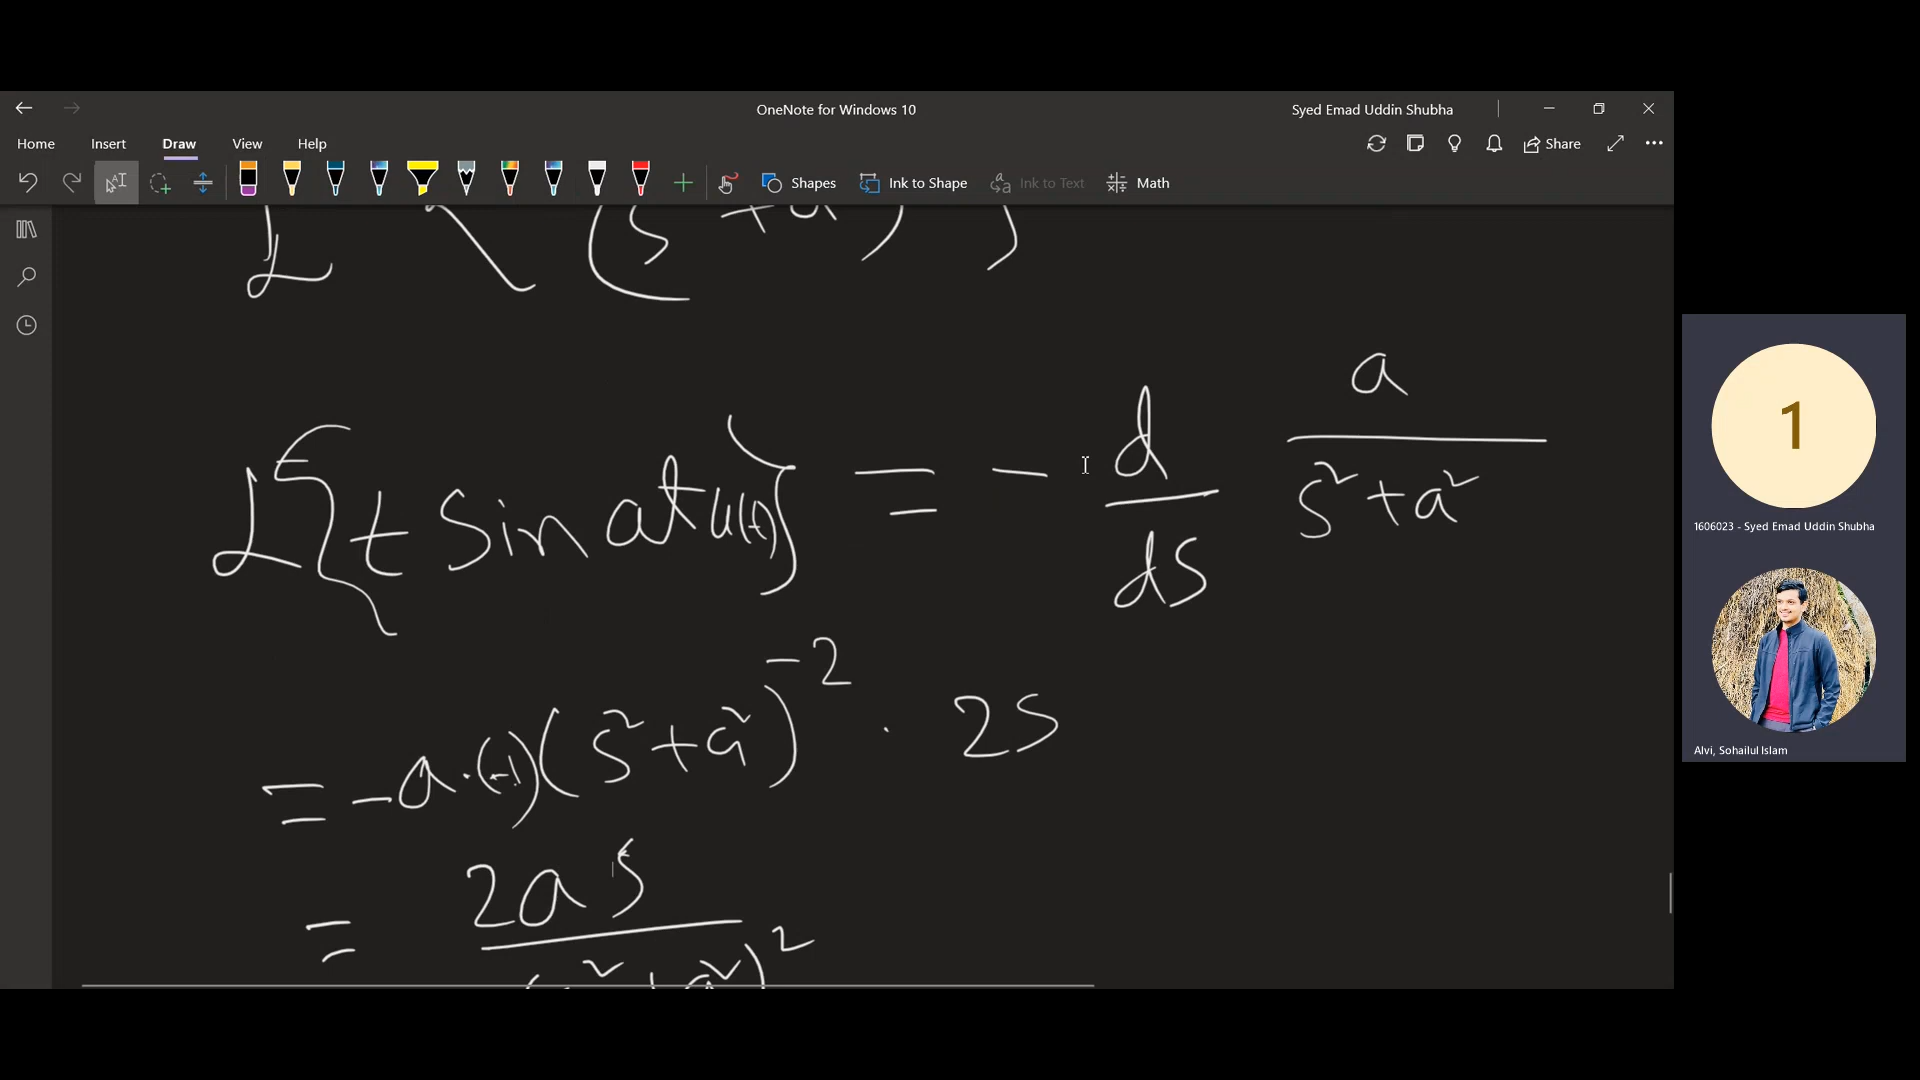 OneNote for Windows 10
Syed Emad Uddin Shubha
Home Insert Draw View Help
Share
Shapes Ink to Shape Ink to Text Math
ℒ (s + a
ℒ{t sin at u(t)} = - d/ds a/(s² + a²)
= -a·(-1)(s² + a²)⁻² · 2s
= 2as/(s² + a²)²
1
1606023 - Syed Emad Uddin Shubha
Alvi, Sohailul Islam